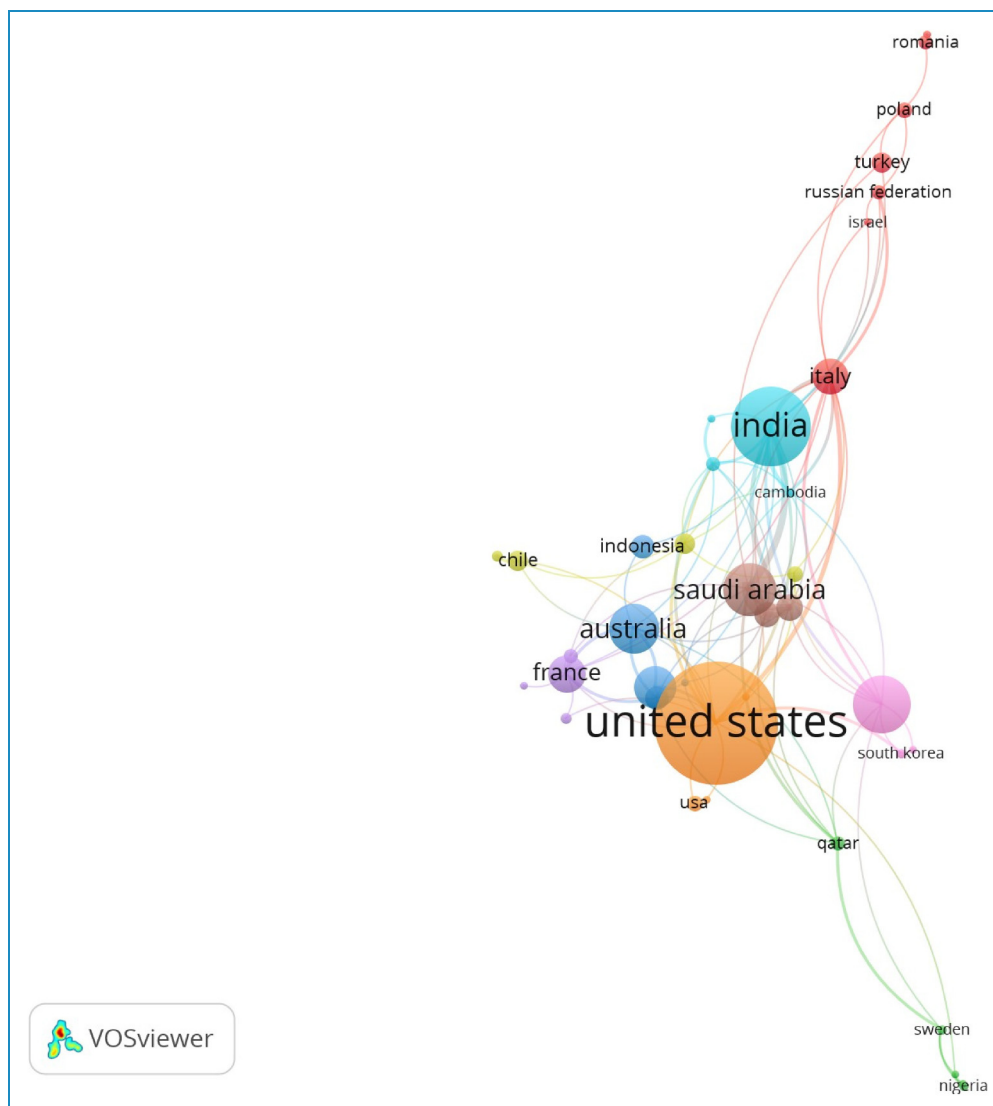 romania
poland
turkey
russian federation
israel
italy
india
cambodia
indonesia
chile
saudi arabia
australia
france
united states
south korea
usa
qatar
sweden
nigeria
VOSviewer